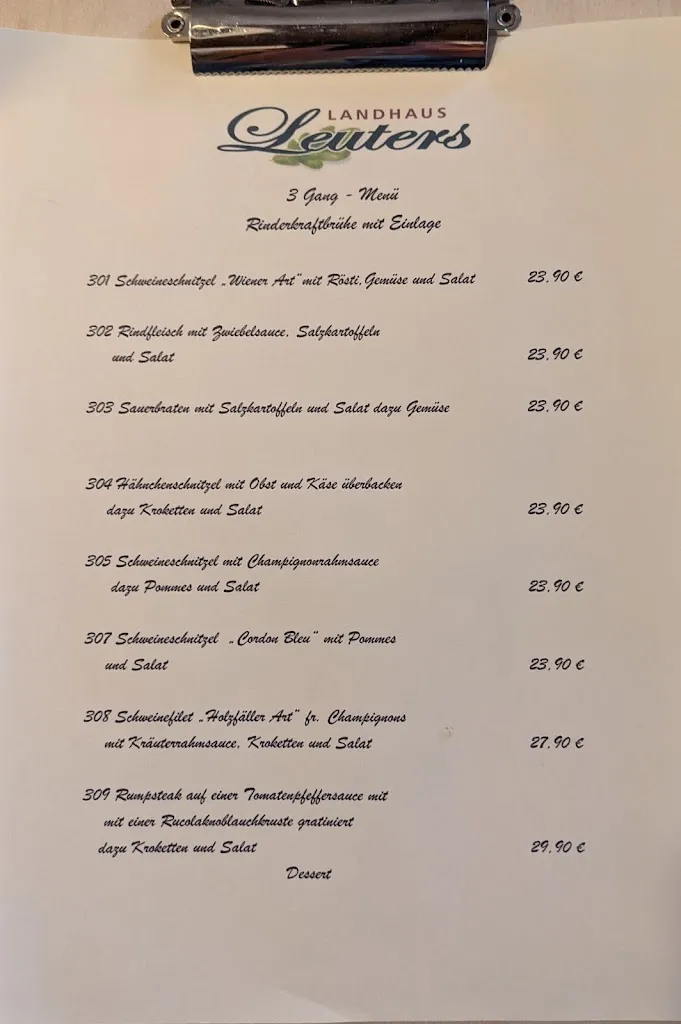 LANDHAUS
Leuters
3 Gang - Menü
Rinderkraftbrühe mit Einlage
301 Schweineschnitzel „Wiener Art" mit Rösti, Gemüse und Salat 23,90 €
302 Rindfleisch mit Zwiebelsauce, Salzkartoffeln
und Salat 23,90 €
303 Sauerbraten mit Salzkartoffeln und Salat dazu Gemüse 23,90 €
304 Hähnchenschnitzel mit Obst und Käse überbacken
dazu Kroketten und Salat 23,90 €
305 Schweineschnitzel mit Champignonrahmsauce
dazu Pommes und Salat 23,90 €
307 Schweineschnitzel „Cordon Bleu" mit Pommes
und Salat 23,90 €
308 Schweinefilet „Holzfäller Art" fr. Champignons
mit Kräuterrahmsauce, Kroketten und Salat 27,90 €
309 Rumpsteak auf einer Tomatenpfeffersauce mit
mit einer Rucolaknoblauchkruste gratiniert
dazu Kroketten und Salat 29,90 €
Dessert